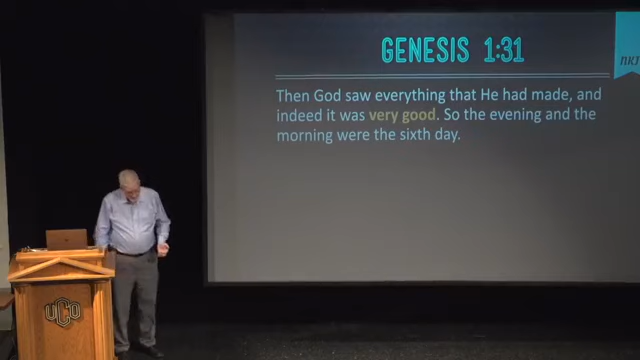 GENESIS 1:31
NKJ
Then God saw everything that He had made, and
indeed it was very good. So the evening and the
morning were the sixth day.
UCO